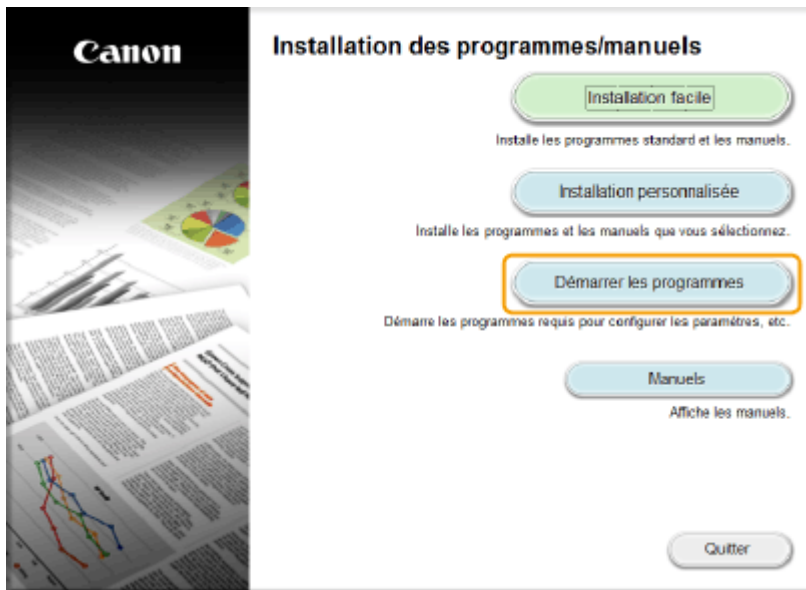 Canon
Installation des programmes/manuels
Installation facile
Installe les programmes standard et les manuels.
Installation personnalisée
Installe les programmes et les manuels que vous sélectionnez.
Démarrer les programmes
Démarre les programmes requis pour configurer les paramètres, etc.
Manuels
Affiche les manuels.
Quitter